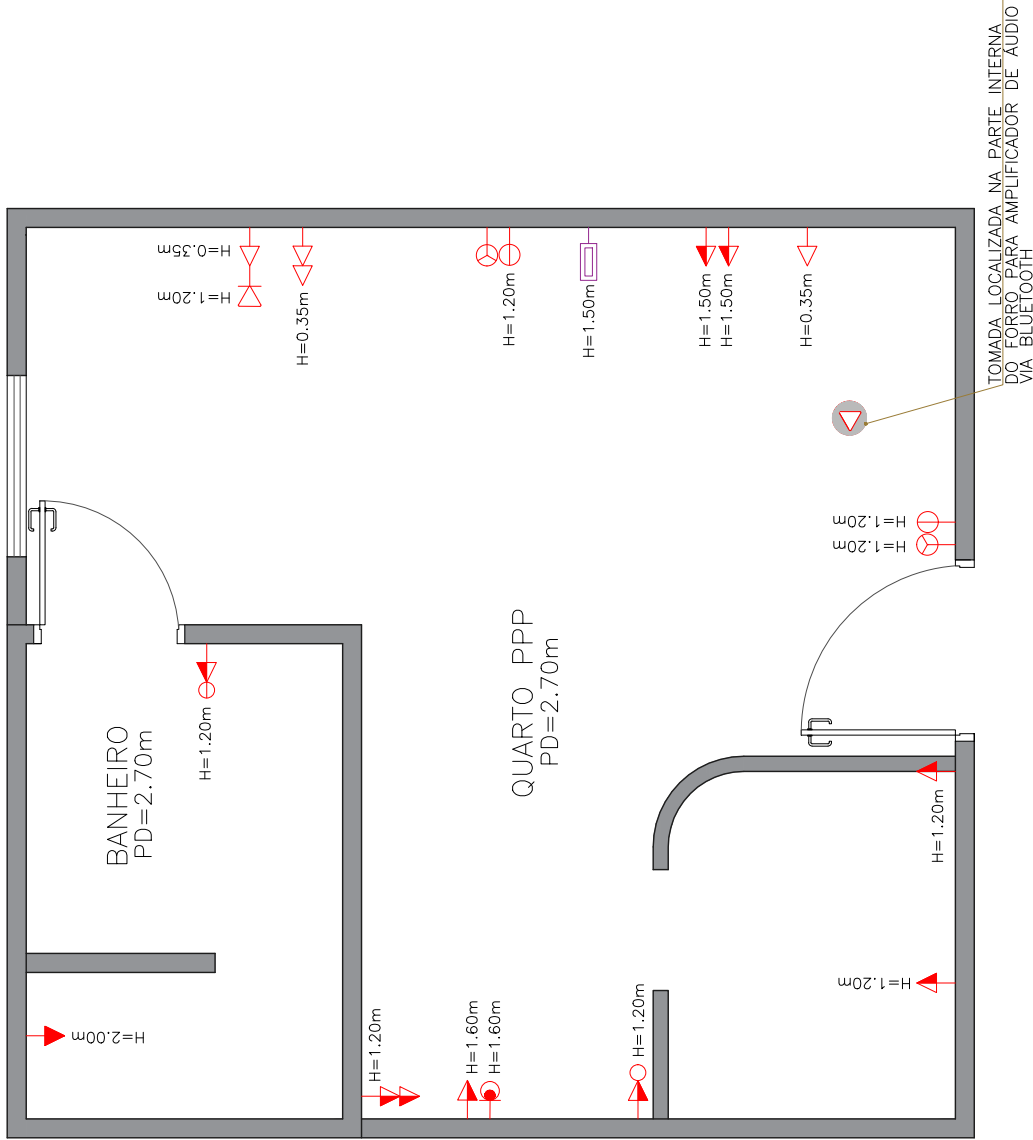 TOMADA LOCALIZADA NA PARTE INTERNA
DO FORRO PARA AMPLIFICADOR DE ÁUDIO
VIA BLUETOOTH
H=0.35m
H=1.20m
H=0.35m
H=1.20m
H=1.50m
H=1.50m
H=1.50m
H=0.35m
H=1.20m
H=1.20m
BANHEIRO
PD=2.70m
H=1.20m
QUARTO PPP
PD=2.70m
H=1.20m
H=1.20m
H=2.00m
H=1.20m
H=1.60m
H=1.60m
H=1.20m